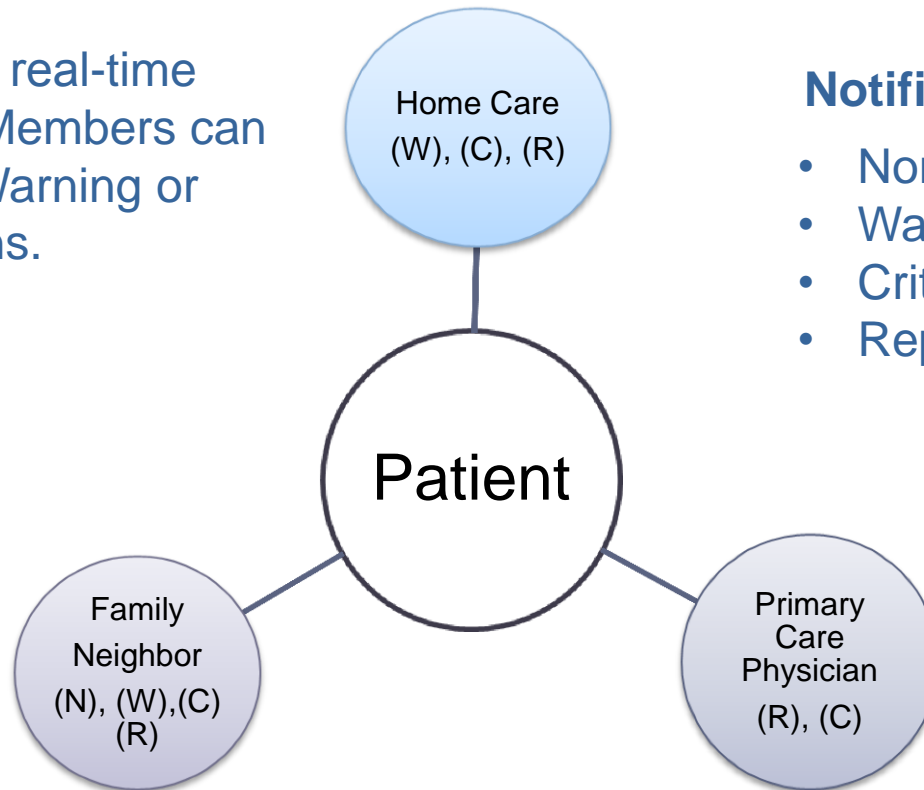 real-time
Members can
Warning or
ns.
Home Care
(W), (C), (R)
Notifi
• Nor
• Wa
• Crit
• Rep
Patient
Family
Neighbor
(N), (W),(C)
(R)
Primary
Care
Physician
(R), (C)